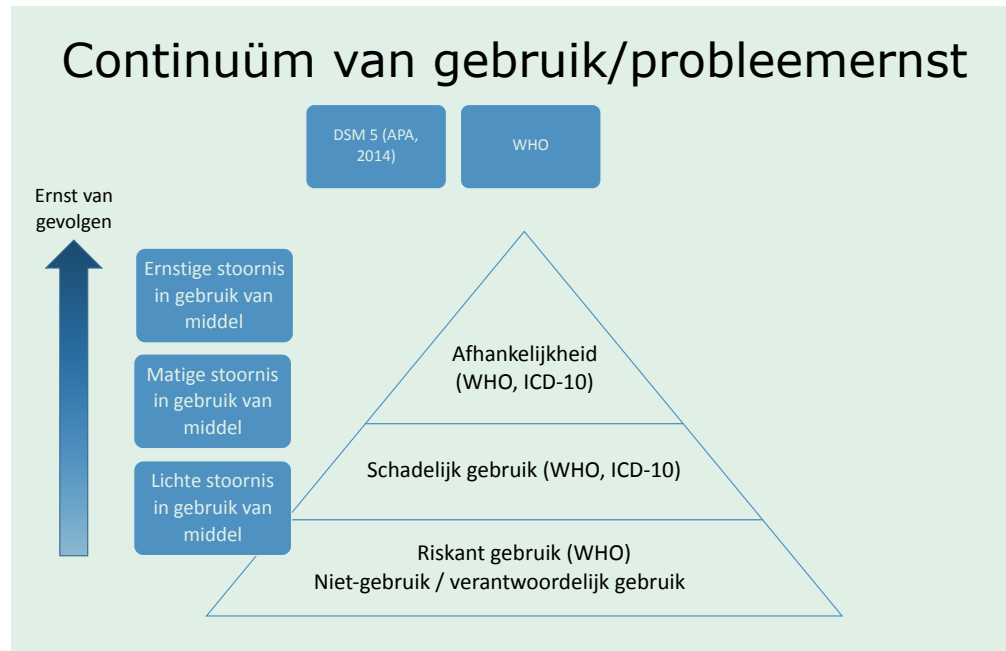 Continuüm van gebruik/probleemernst
DSM 5 (APA,
2014)
WHO
Ernst van
gevolgen
Ernstige stoornis
in gebruik van
middel
Matige stoornis
in gebruik van
middel
Lichte stoornis
in gebruik van
middel
Afhankelijkheid
(WHO, ICD-10)
Schadelijk gebruik (WHO, ICD-10)
Riskant gebruik (WHO)
Niet-gebruik / verantwoordelijk gebruik